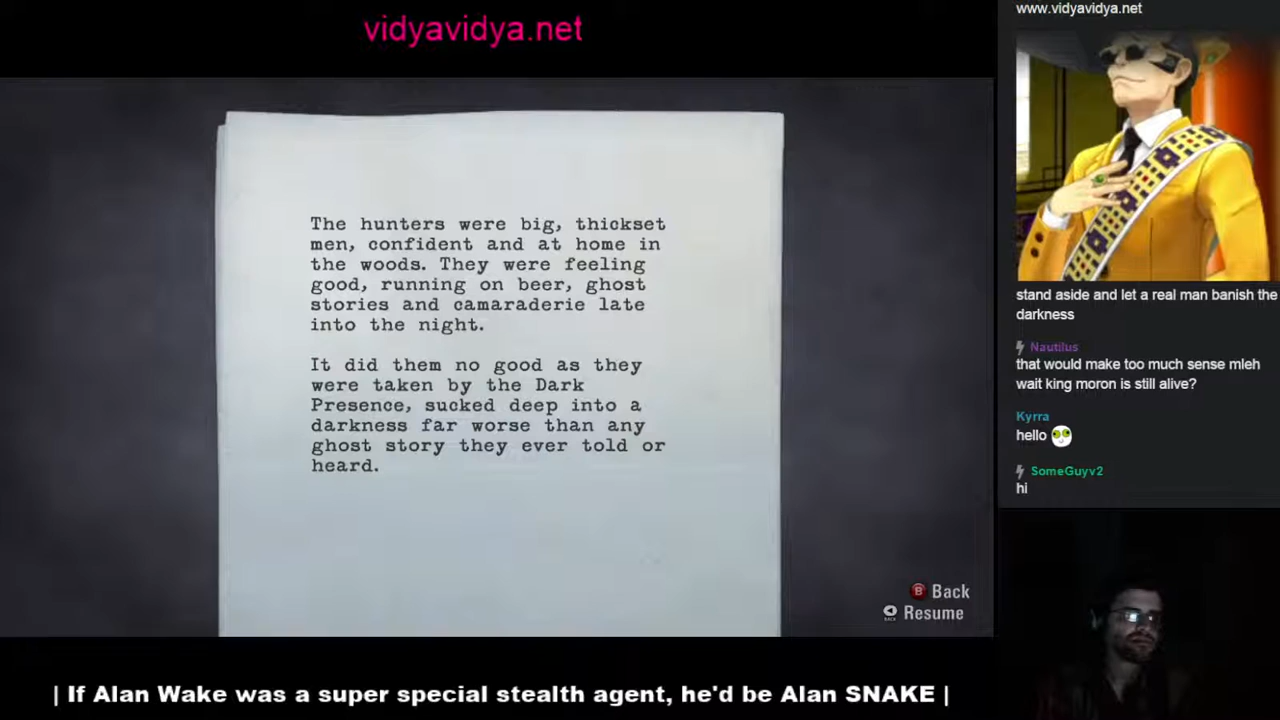 vidyavidya.net
The hunters were big, thickset
men, confident and at home in
the woods. They were feeling
good, running on beer, ghost
stories and camaraderie late
into the night.
It did them no good as they
were taken by the Dark
Presence, sucked deep into a
darkness far worse than any
ghost story they ever told or
heard.
B Back
BACK Resume
| If Alan Wake was a super special stealth agent, he'd be Alan SNAKE |
www.vidyavidya.net
stand aside and let a real man banish the
darkness
Nautilus
that would make too much sense mleh
wait king moron is still alive?
Kyrra
hello
SomeGuyv2
hi